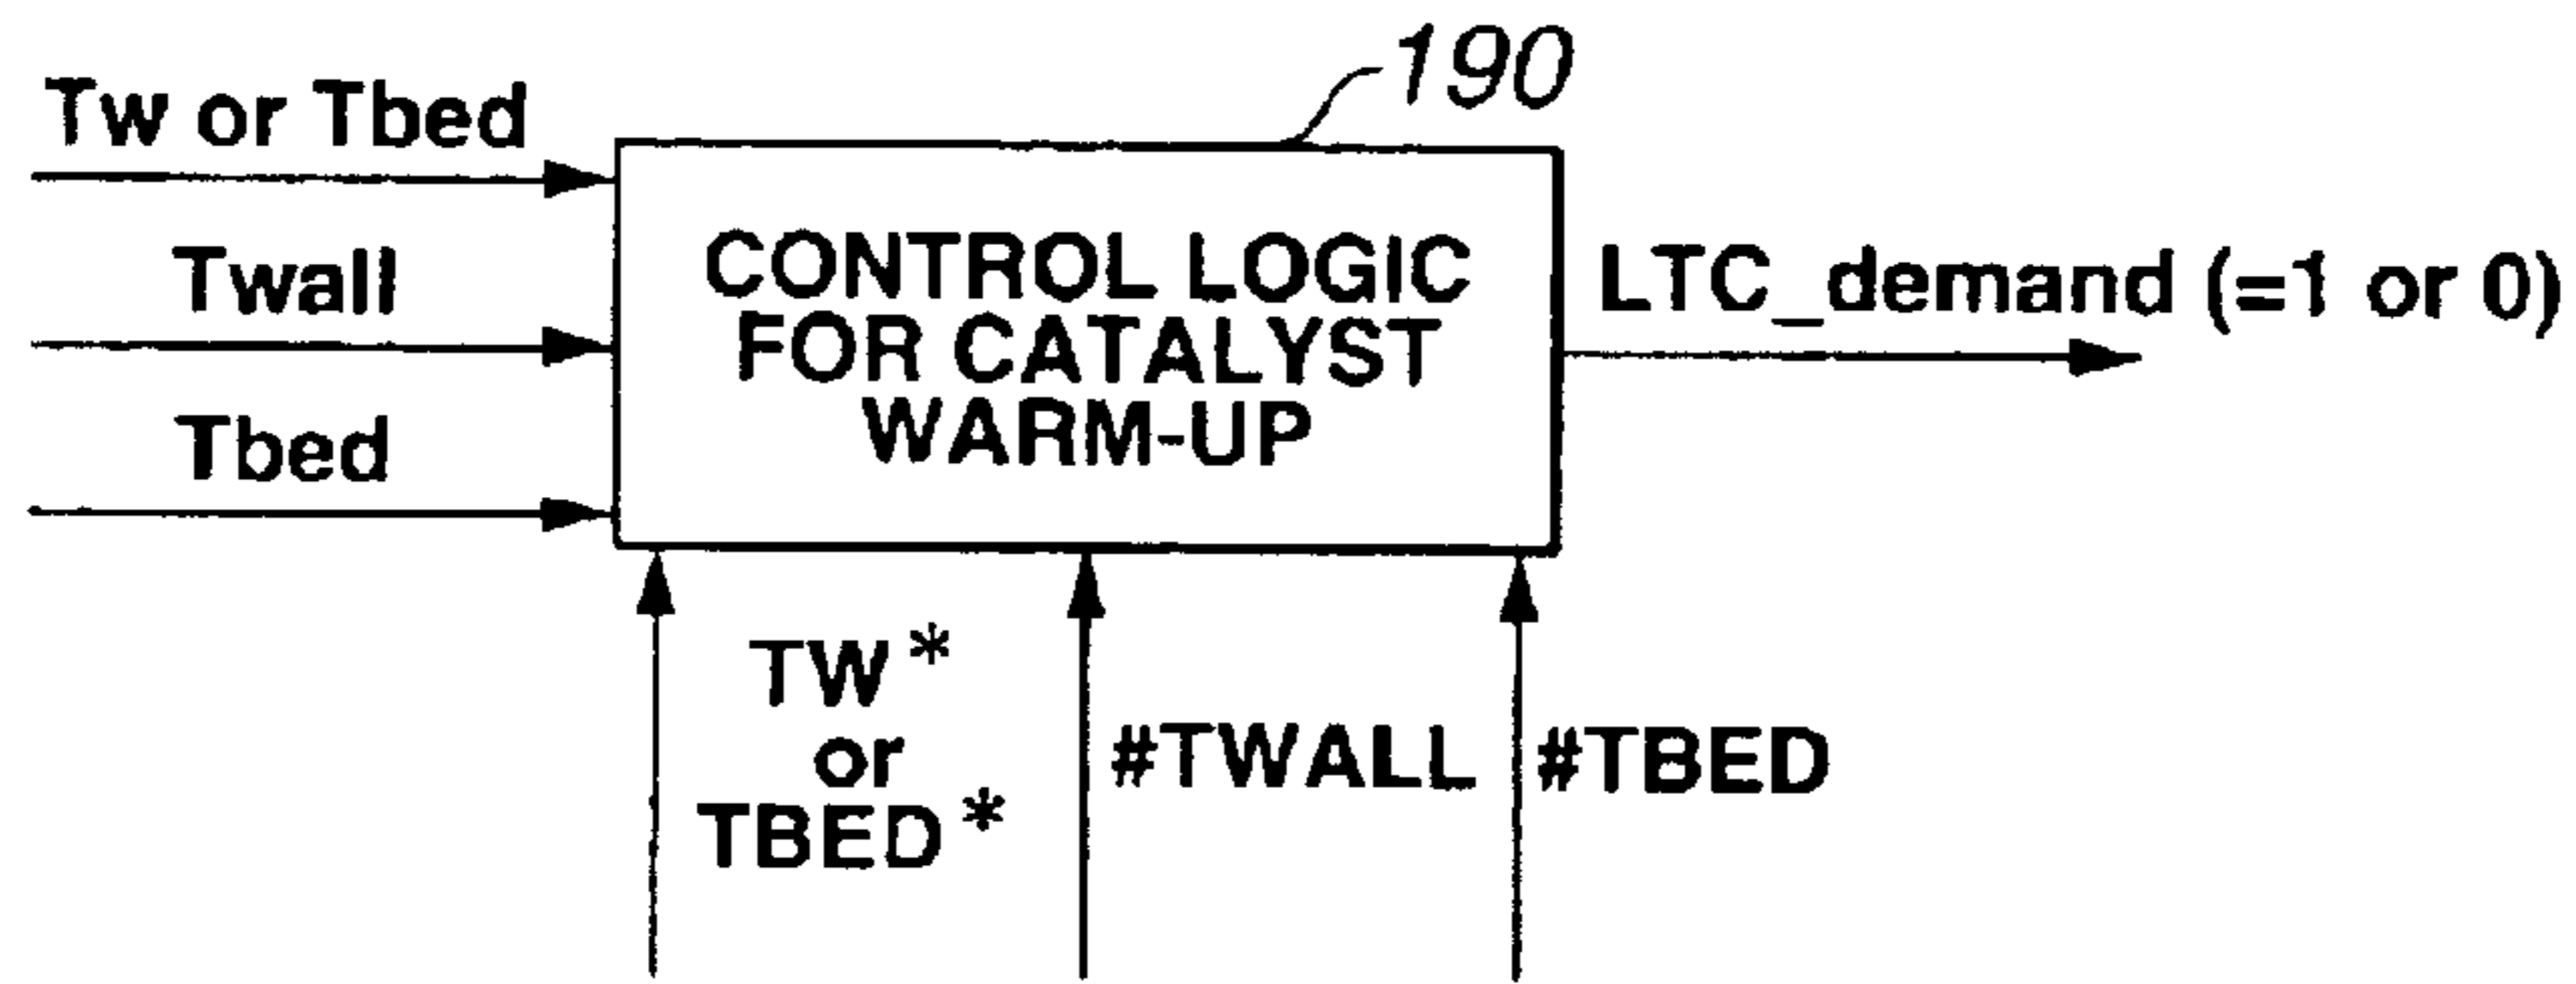 190
Tw or Tbed
Twall
Tbed
CONTROL LOGIC
FOR CATALYST
WARM-UP
LTC_demand (=1 or 0)
TW*
or
TBED*
#TWALL
#TBED